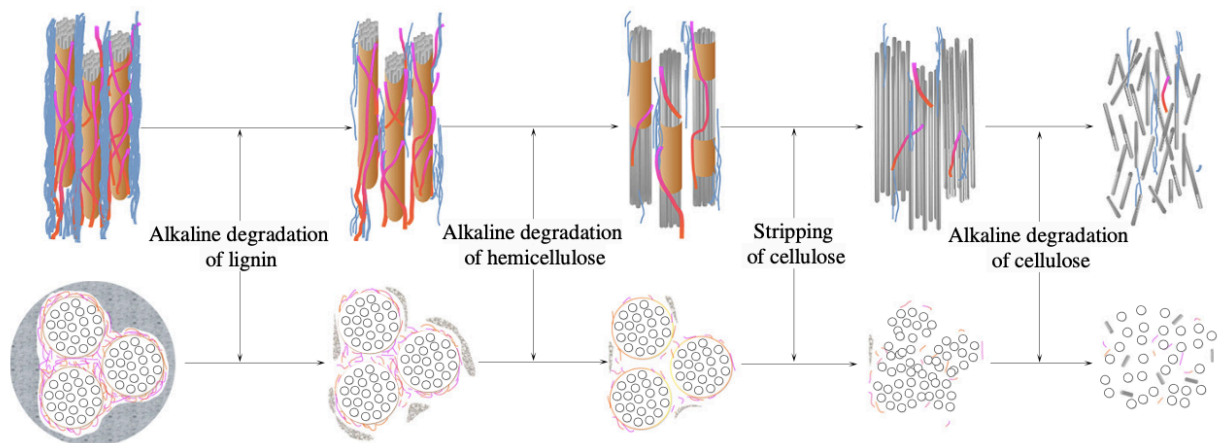 Alkaline degradation
of lignin
Alkaline degradation
of hemicellulose
Stripping
of cellulose
Alkaline degradation
of cellulose